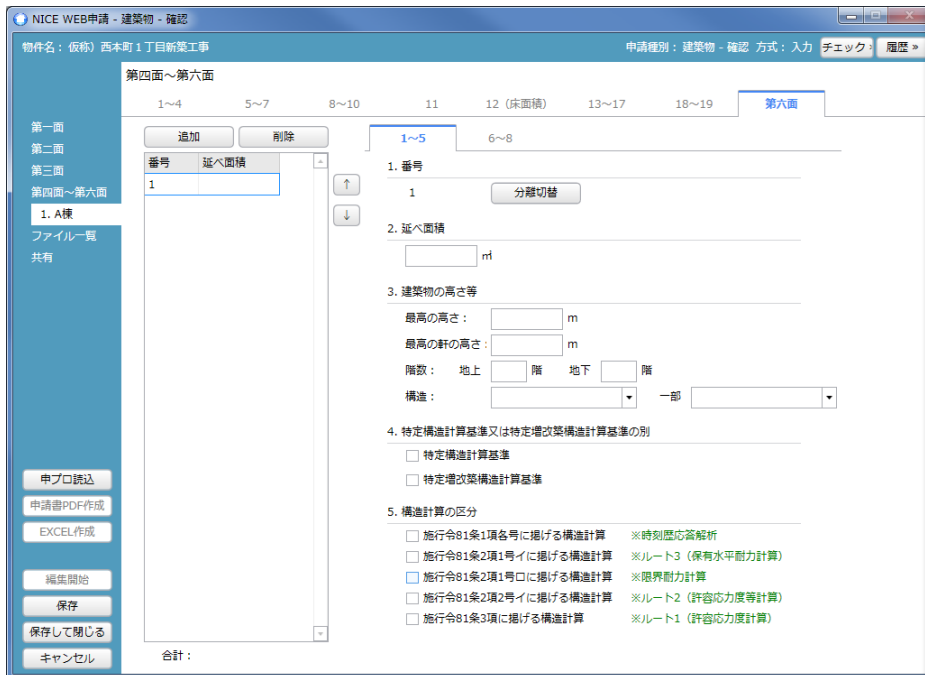 NICE WEB申請 - 建築物 - 確認
物件名： 仮称）西本町１丁目新築工事
申請種別： 建築物 - 確認 方式： 入力
チェック»
履歴 »
第四面～第六面
1～4
5～7
8～10
11
12（床面積）
13～17
18～19
第六面
第一面
第二面
第三面
第四面～第六面
1. A棟
ファイル一覧
共有
申プロ読込
申請書PDF作成
EXCEL作成
編集開始
保存
保存して閉じる
キャンセル
追加
削除
番号 延べ面積
1
↑
↓
合計：
1～5
6～8
1. 番号
1
分離切替
2. 延べ面積
㎡
3. 建築物の高さ等
最高の高さ： m
最高の軒の高さ： m
階数： 地上 階 地下 階
構造： 一部
4. 特定構造計算基準又は特定増改築構造計算基準の別
特定構造計算基準
特定増改築構造計算基準
5. 構造計算の区分
施行令81条1項各号に掲げる構造計算 ※時刻歴応答解析
施行令81条2項1号イに掲げる構造計算 ※ルート3（保有水平耐力計算）
施行令81条2項1号ロに掲げる構造計算 ※限界耐力計算
施行令81条2項2号イに掲げる構造計算 ※ルート2（許容応力度等計算）
施行令81条3項に掲げる構造計算 ※ルート1（許容応力度計算）